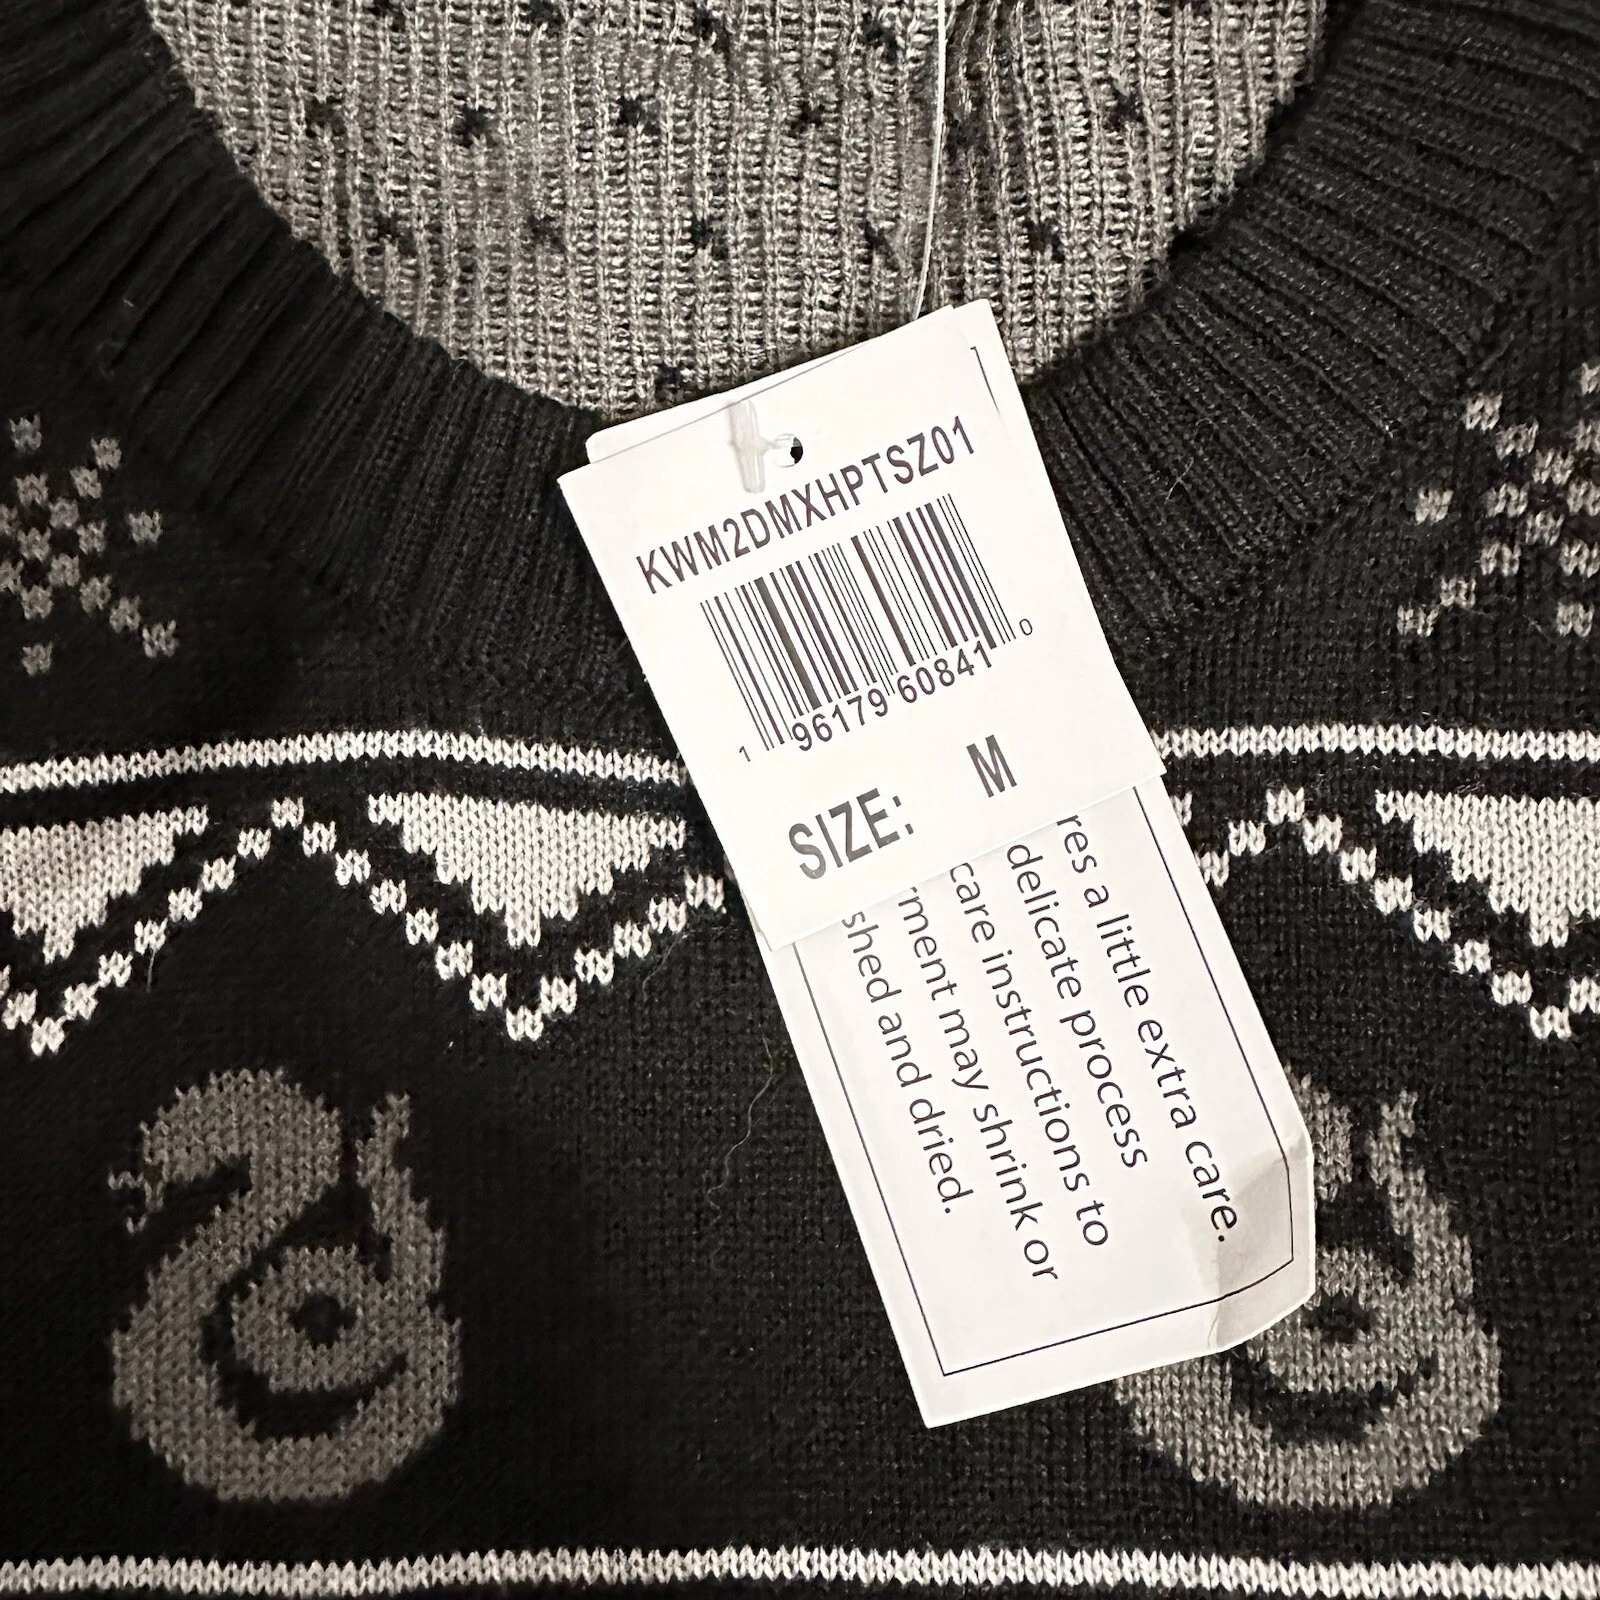 KWM2DMXHPTSZ01
1 96179 60841 0
SIZE: M
res a little extra care.
delicate process
care instructions to
rment may shrink or
shed and dried.